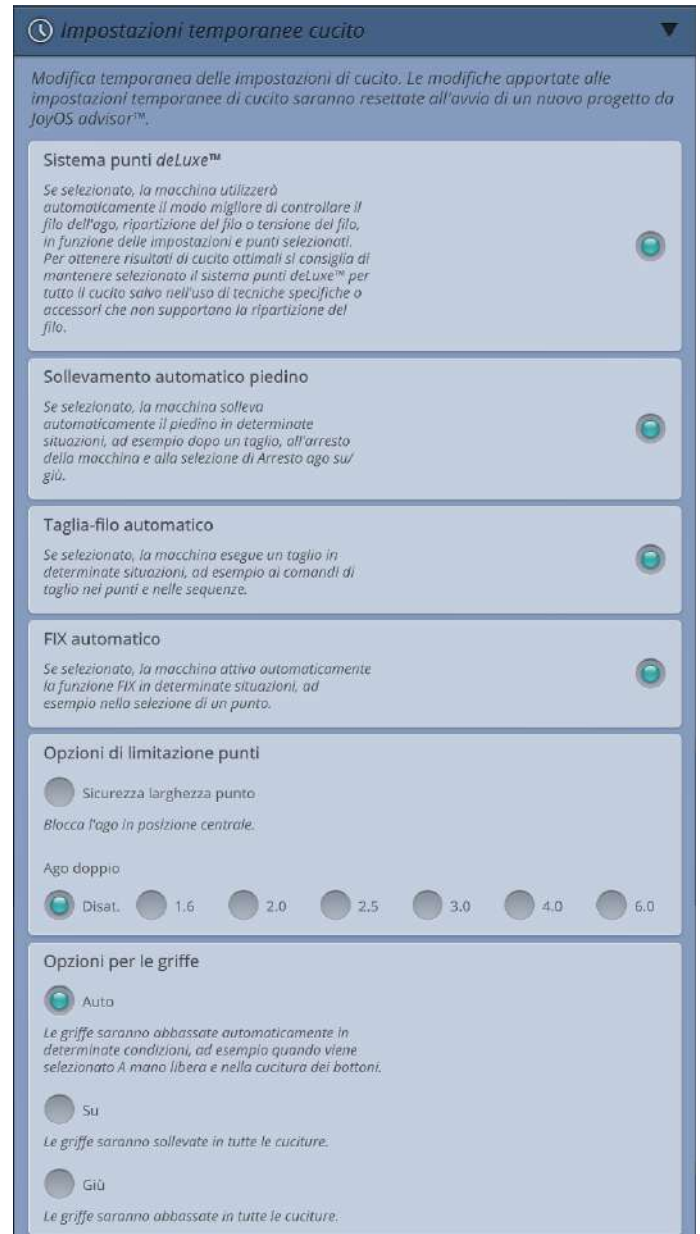 Impostazioni temporanee cucito
Modifica temporanea delle impostazioni di cucito. Le modifiche apportate alle
impostazioni temporanee di cucito saranno resettate all'avvio di un nuovo progetto da
JoyOS advisor™.
Sistema punti deLuxe™
Se selezionato, la macchina utilizzerà
automaticamente il modo migliore di controllare il
filo dell'ago, ripartizione del filo o tensione del filo,
in funzione delle impostazioni e punti selezionati.
Per ottenere risultati di cucito ottimali si consiglia di
mantenere selezionato il sistema punti deLuxe™ per
tutto il cucito salvo nell'uso di tecniche specifiche o
accessori che non supportano la ripartizione del
filo.
Sollevamento automatico piedino
Se selezionato, la macchina solleva
automaticamente il piedino in determinate
situazioni, ad esempio dopo un taglio, all'arresto
della macchina e alla selezione di Arresto ago su/
giù.
Taglia-filo automatico
Se selezionato, la macchina esegue un taglio in
determinate situazioni, ad esempio ai comandi di
taglio nei punti e nelle sequenze.
FIX automatico
Se selezionato, la macchina attiva automaticamente
la funzione FIX in determinate situazioni, ad
esempio nella selezione di un punto.
Opzioni di limitazione punti
Sicurezza larghezza punto
Blocca l'ago in posizione centrale.
Ago doppio
Disat. 1.6 2.0 2.5 3.0 4.0 6.0
Opzioni per le griffe
Auto
Le griffe saranno abbassate automaticamente in
determinate condizioni, ad esempio quando viene
selezionato A mano libera e nella cucitura dei bottoni.
Su
Le griffe saranno sollevate in tutte le cuciture.
Giù
Le griffe saranno abbassate in tutte le cuciture.